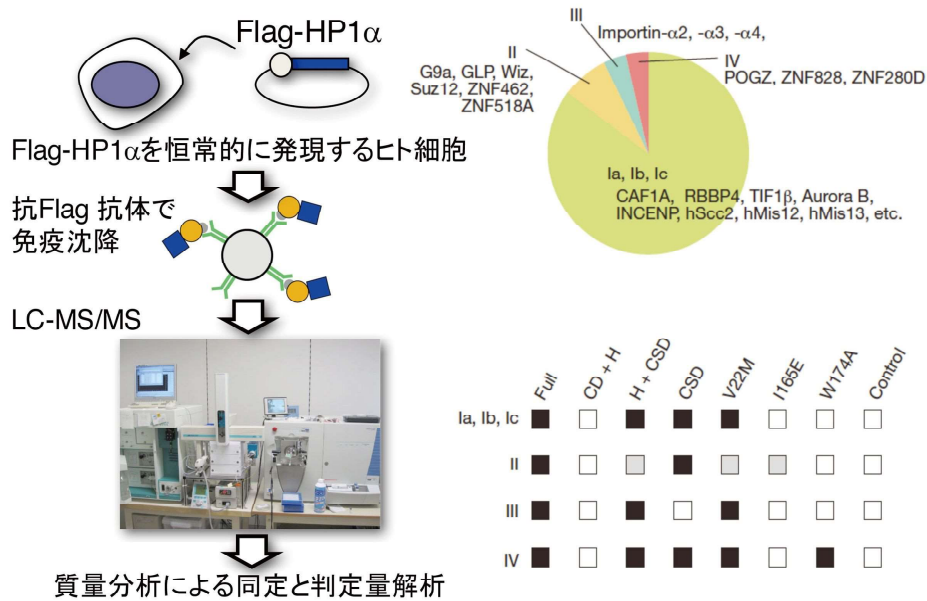 Flag-HP1α
Flag-HP1αを恒常的に発現するヒト細胞
抗Flag 抗体で
免疫沈降
LC-MS/MS
質量分析による同定と判定量解析
III
Importin-α2, -α3, -α4,
II
G9a, GLP, Wiz,
Suz12, ZNF462,
ZNF518A
IV
POGZ, ZNF828, ZNF280D
Ia, Ib, Ic
CAF1A, RBBP4, TIF1β, Aurora B,
INCENP, hScc2, hMis12, hMis13, etc.
Full
CD + H
H + CSD
CSD
V22M
I165E
W174A
Control
Ia, Ib, Ic
II
III
IV